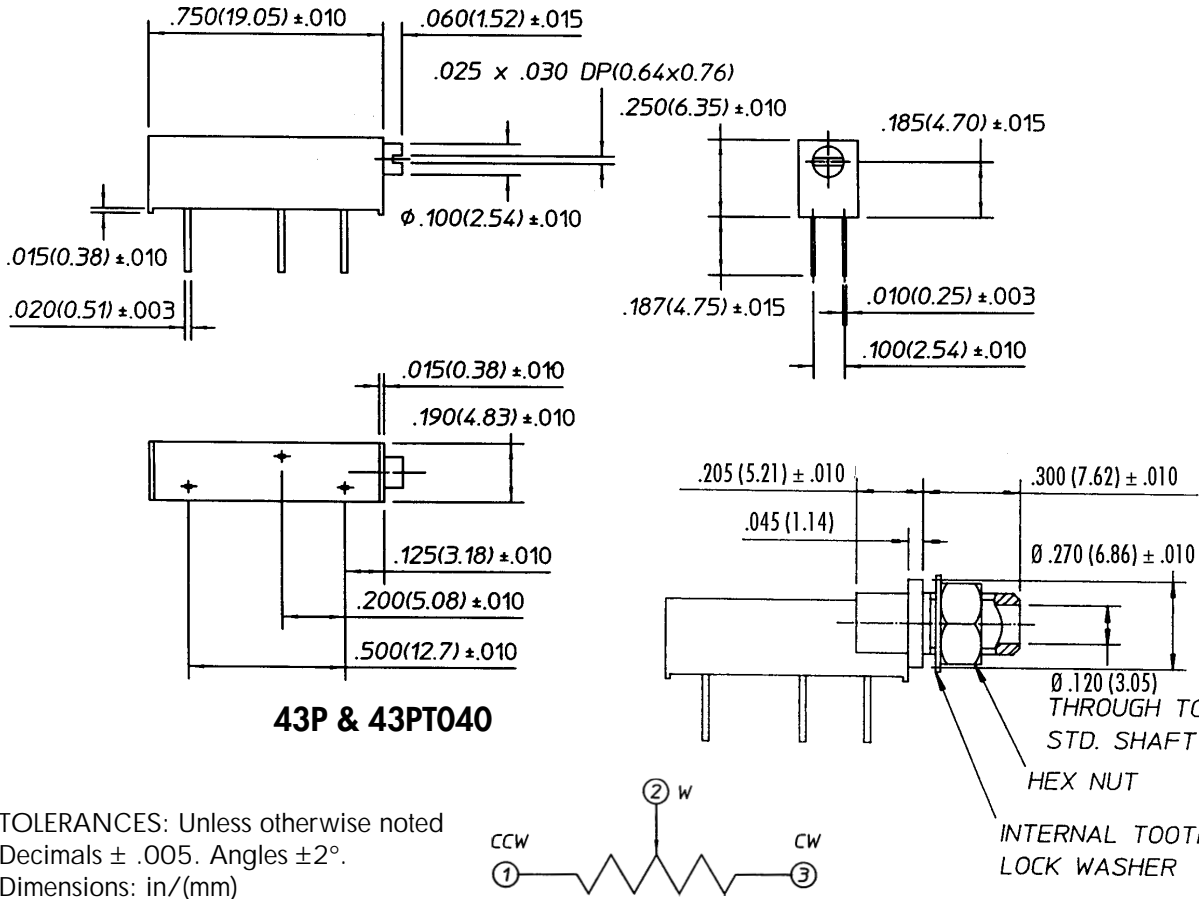 .750(19.05) ±.010
.060(1.52) ±.015
.025 x .030 DP(0.64x0.76)
.250(6.35) ±.010
.185(4.70) ±.015
ϕ.100(2.54) ±.010
.015(0.38) ±.010
.020(0.51) ±.003
.187(4.75) ±.015
.010(0.25) ±.003
.100(2.54) ±.010
.015(0.38) ±.010
.190(4.83) ±.010
.125(3.18) ±.010
.200(5.08) ±.010
.500(12.7) ±.010
43P & 43PT040
.205 (5.21) ± .010
.300 (7.62) ± .010
.045 (1.14)
Ø .270 (6.86) ± .010
Ø .120 (3.05)
THROUGH
STD. SHAFT
HEX NUT
INTERNAL
LOCK WASHER
TOLERANCES: Unless otherwise noted
Decimals ± .005. Angles ±2°.
Dimensions: in/(mm)
2 W
CCW
1
CW
3